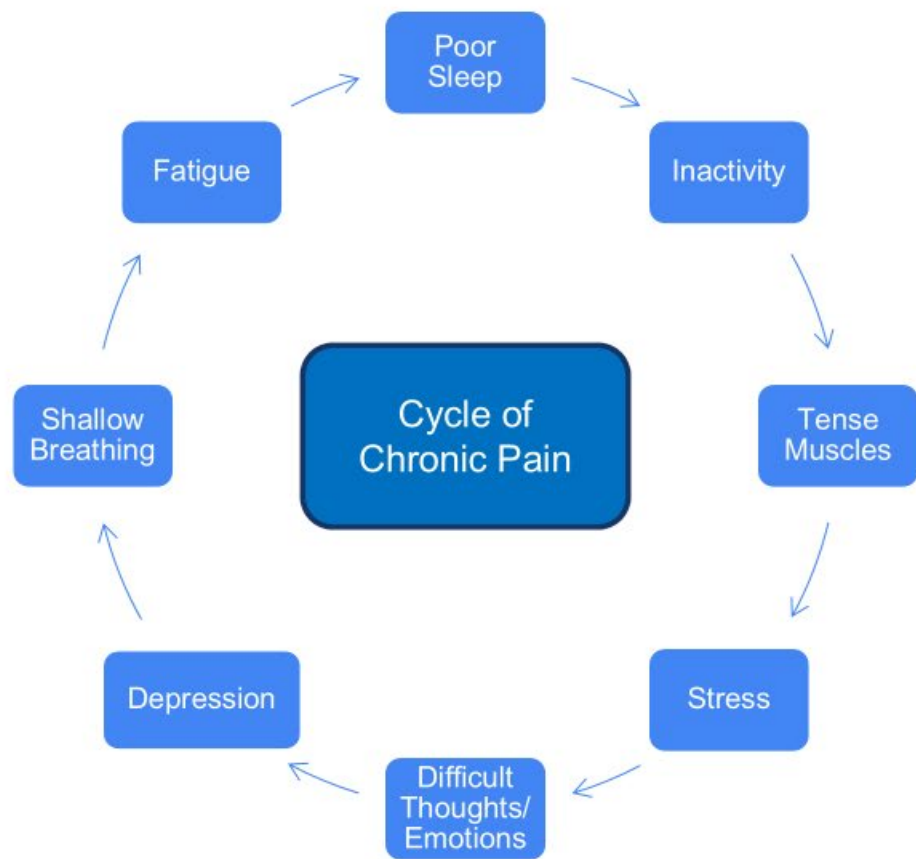 Poor
Sleep
Inactivity
Tense
Muscles
Stress
Difficult
Thoughts/
Emotions
Depression
Shallow
Breathing
Fatigue
Cycle of
Chronic Pain